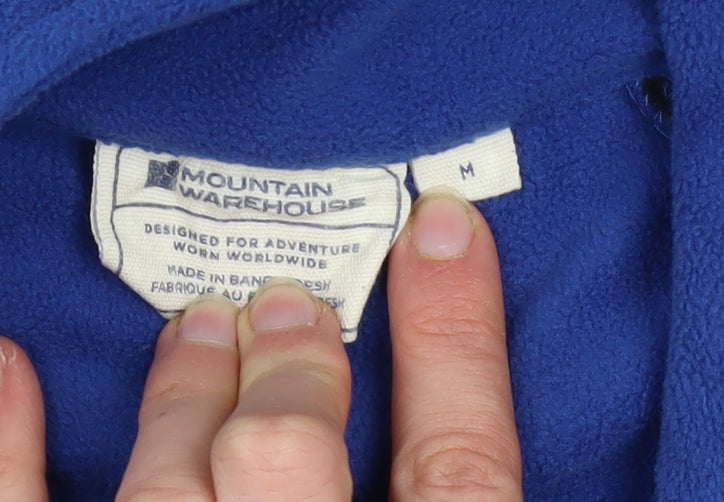 MOUNTAIN
WAREHOUSE
M
DESIGNED FOR ADVENTURE
WORN WORLDWIDE
MADE IN
FABRIQUE AU